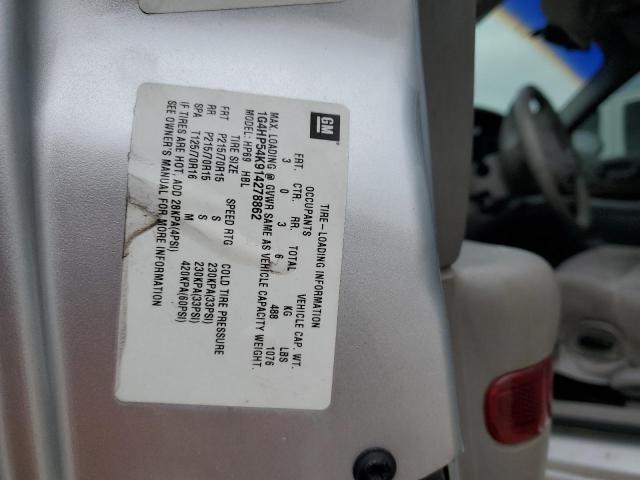 GM
TIRE-LOADING INFORMATION
OCCUPANTS VEHICLE CAP. WT.
FRT. CTR. RR. TOTAL KG LBS
3 0 3 6 488 1076
MAX. LOADING @ GVWR SAME AS VEHICLE CAPACITY WEIGHT.
1G4HP54K914278862
MODEL: HP69 HBL
TIRE SIZE SPEED RTG COLD TIRE PRESSURE
FRT P215/70R15 S 230KPA(33PSI)
RR P215/70R15 S 230KPA(33PSI)
SPA T125/70R16 M 420KPA(60PSI)
IF TIRES ARE HOT, ADD 28KPA(4PSI)
SEE OWNER'S MANUAL FOR MORE INFORMATION